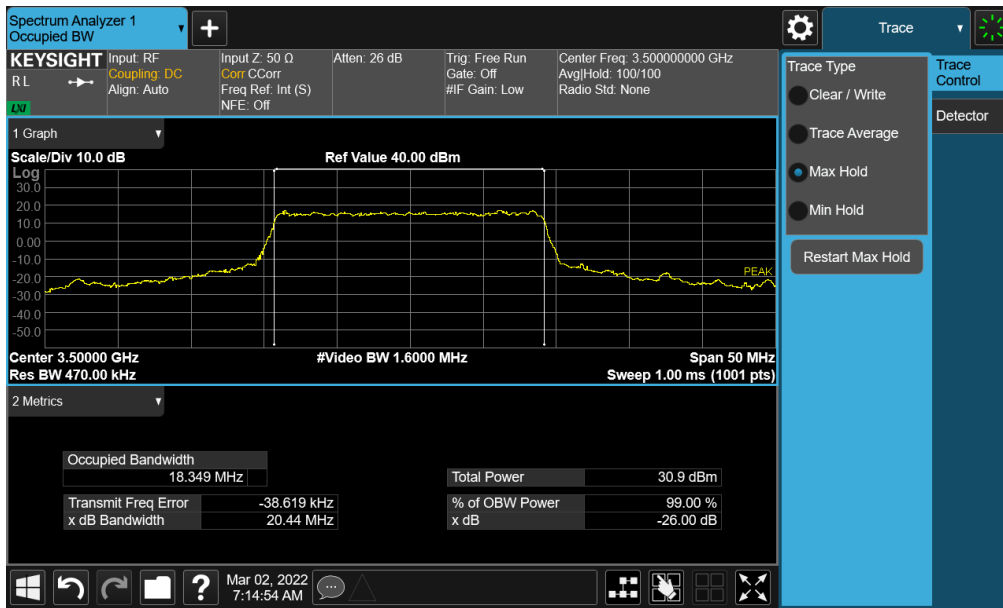 Spectrum Analyzer 1
Occupied BW
+
Trace
KEYSIGHT
R L
LXI
Input: RF
Coupling: DC
Align: Auto
Input Z: 50 Ω
Corr CCorr
Freq Ref: Int (S)
NFE: Off
Atten: 26 dB
Trig: Free Run
Gate: Off
#IF Gain: Low
Center Freq: 3.500000000 GHz
Avg|Hold: 100/100
Radio Std: None
Trace Type
Clear / Write
Trace Average
Max Hold
Min Hold
Restart Max Hold
Trace
Control
Detector
1 Graph
Scale/Div 10.0 dB
Ref Value 40.00 dBm
Log
30.0
20.0
10.0
0.00
-10.0
-20.0
-30.0
-40.0
-50.0
PEAK
Center 3.50000 GHz
#Video BW 1.6000 MHz
Span 50 MHz
Res BW 470.00 kHz
Sweep 1.00 ms (1001 pts)
2 Metrics
Occupied Bandwidth
18.349 MHz
Total Power
30.9 dBm
Transmit Freq Error
-38.619 kHz
% of OBW Power
99.00 %
x dB Bandwidth
20.44 MHz
x dB
-26.00 dB
?
Mar 02, 2022
7:14:54 AM